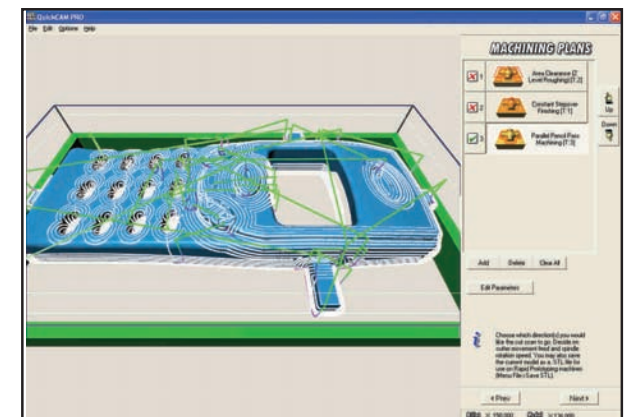 QuickCAM PRO
File Edit Options Help
MACHINING PLANS
1 Area Clearance (Z
Level Roughing) [T:2]
2 Constant Stepover
Finishing [T:1]
3 Parallel Pencil Pass
Machining [T:3]
Up
Down
Add Delete Clear All
Edit Parameters
Choose which direction(s) you would
like the cut scan to go. Decide on
cutter movement feed and spindle
rotation speed. You may also save
the current model as a .STL file for
use on Rapid Prototyping machines
(Menu File > Save STL).
< Prev Next >